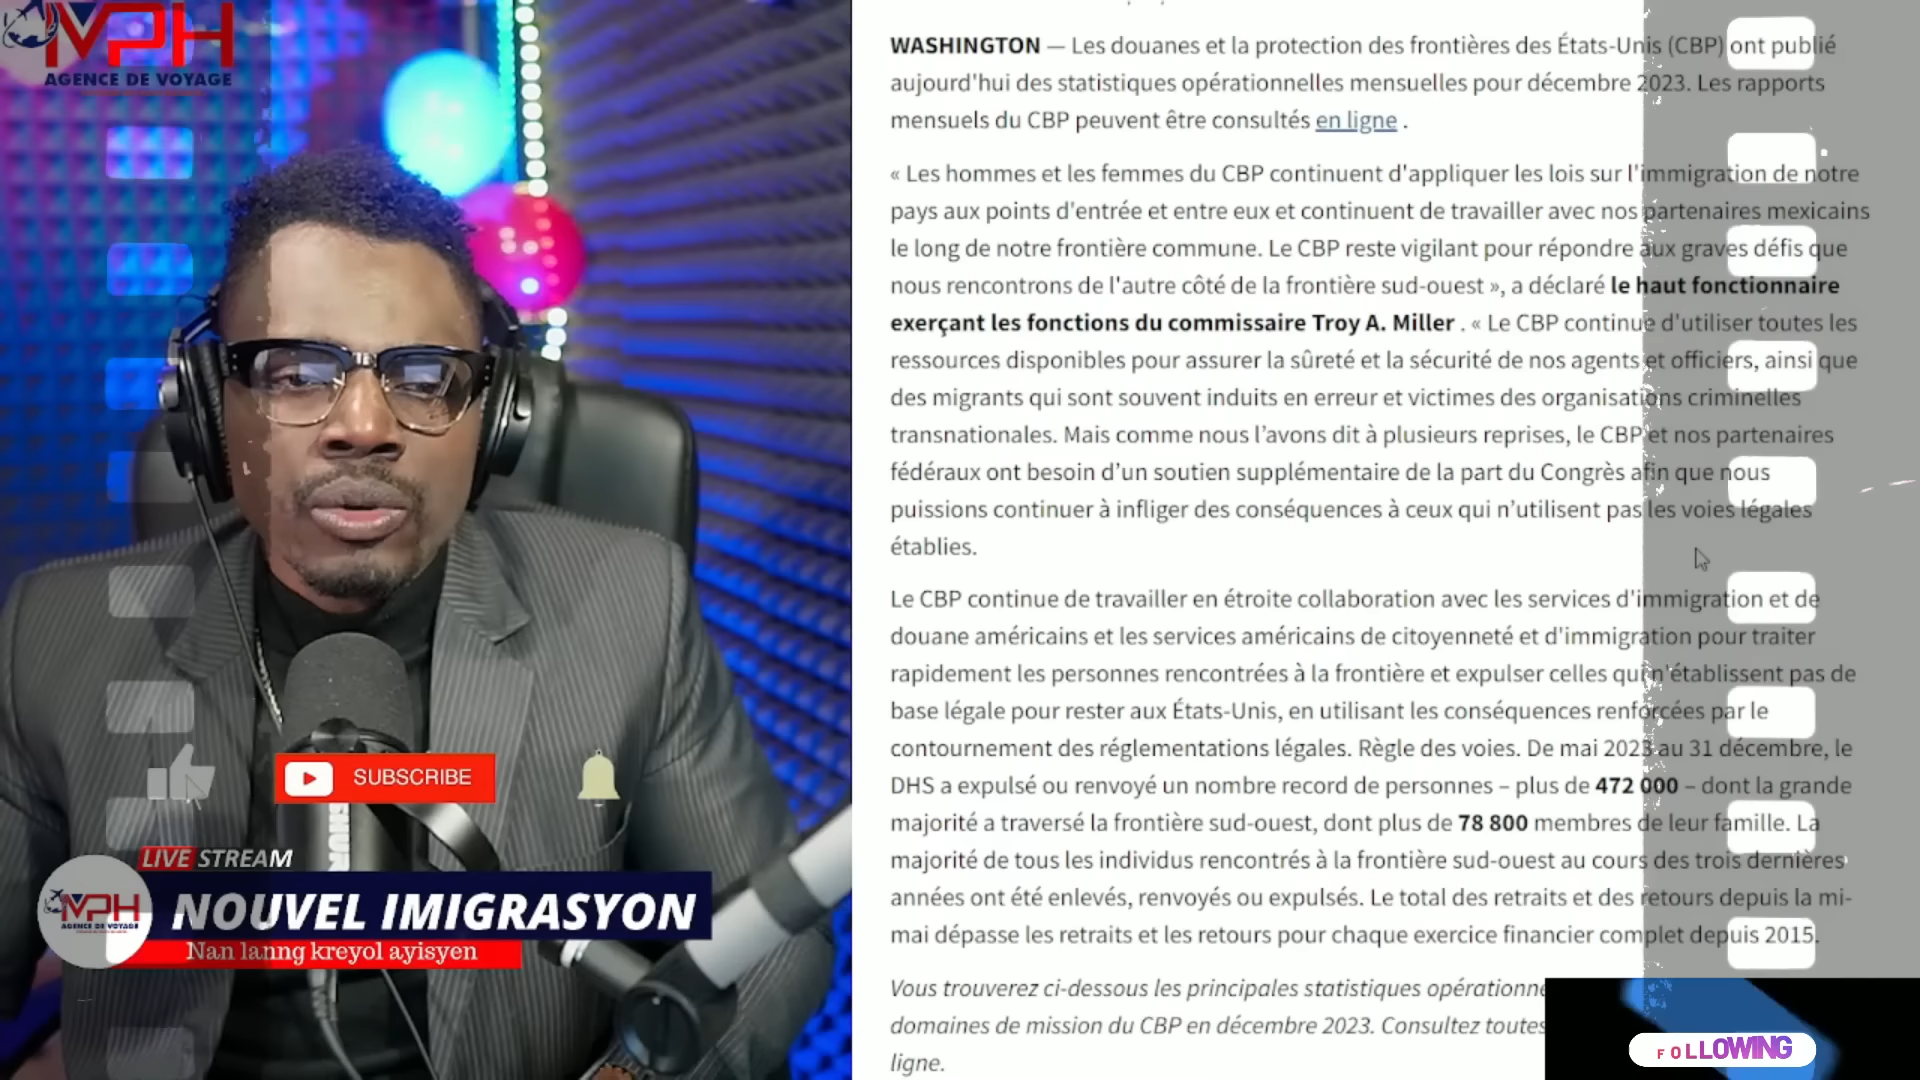 MPH
AGENCE DE VOYAGE
WASHINGTON — Les douanes et la protection des frontières des États-Unis (CBP) ont publié
aujourd'hui des statistiques opérationnelles mensuelles pour décembre 2023. Les rapports
mensuels du CBP peuvent être consultés en ligne .
« Les hommes et les femmes du CBP continuent d'appliquer les lois sur l'immigration de notre
pays aux points d'entrée et entre eux et continuent de travailler avec nos partenaires mexicains
le long de notre frontière commune. Le CBP reste vigilant pour répondre aux graves défis que
nous rencontrons de l'autre côté de la frontière sud-ouest », a déclaré le haut fonctionnaire
exerçant les fonctions du commissaire Troy A. Miller . « Le CBP continue d'utiliser toutes les
ressources disponibles pour assurer la sûreté et la sécurité de nos agents et officiers, ainsi que
des migrants qui sont souvent induits en erreur et victimes des organisations criminelles
transnationales. Mais comme nous l’avons dit à plusieurs reprises, le CBP et nos partenaires
fédéraux ont besoin d’un soutien supplémentaire de la part du Congrès afin que nous
puissions continuer à infliger des conséquences à ceux qui n’utilisent pas les voies légales
établies.
Le CBP continue de travailler en étroite collaboration avec les services d'immigration et de
douane américains et les services américains de citoyenneté et d'immigration pour traiter
rapidement les personnes rencontrées à la frontière et expulser celles qui n'établissent pas de
base légale pour rester aux États-Unis, en utilisant les conséquences renforcées par le
contournement des réglementations légales. Règle des voies. De mai 2023 au 31 décembre, le
DHS a expulsé ou renvoyé un nombre record de personnes – plus de 472 000 – dont la grande
majorité a traversé la frontière sud-ouest, dont plus de 78 800 membres de leur famille. La
majorité de tous les individus rencontrés à la frontière sud-ouest au cours des trois dernières
années ont été enlevés, renvoyés ou expulsés. Le total des retraits et des retours depuis la mi-
mai dépasse les retraits et les retours pour chaque exercice financier complet depuis 2015.
Vous trouverez ci-dessous les principales statistiques opérationne
domaines de mission du CBP en décembre 2023. Consultez toutes
ligne.
SUBSCRIBE
LIVE STREAM
MPH
AGENCE DE VOYAGE
NOUVEL IMIGRASYON
Nan lanng kreyol ayisyen
FOLLOWING